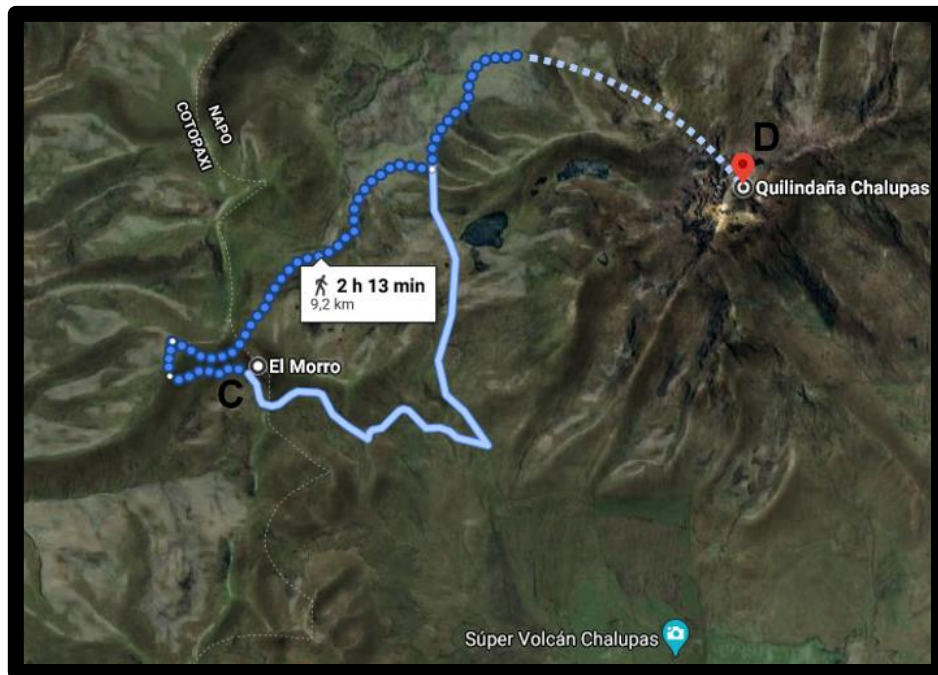 NAPO
COTOPAXI
D
Quilindaña Chalupas
2 h 13 min
9,2 km
El Morro
C
Súper Volcán Chalupas